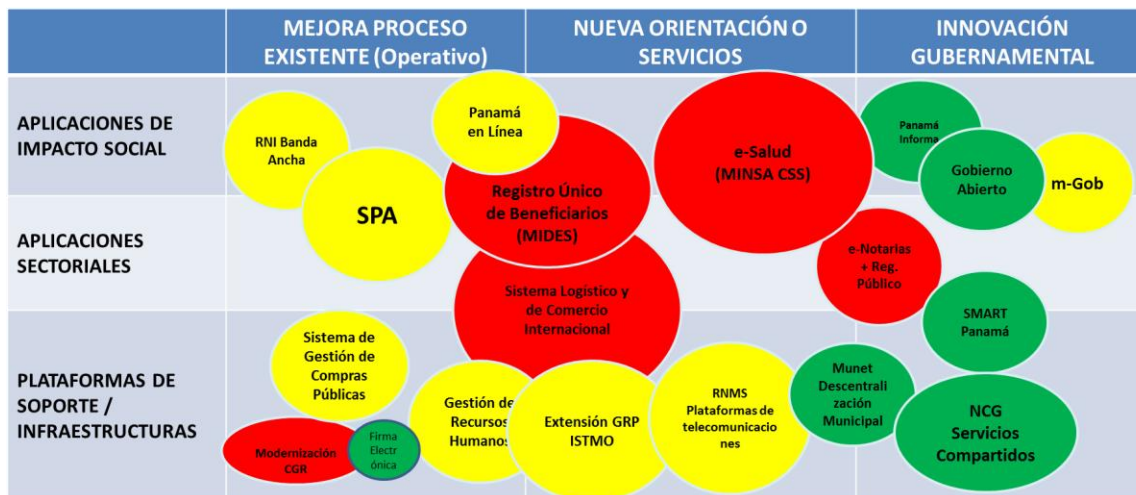 MEJORA PROCESO
EXISTENTE (Operativo)
NUEVA ORIENTACIÓN O
SERVICIOS
INNOVACIÓN
GUBERNAMENTAL
APLICACIONES DE
IMPACTO SOCIAL
RNI Banda
Ancha
SPA
Panamá
en Línea
Registro Único
de Beneficiarios
(MIDES)
e-Salud
(MINSA CSS)
Panamá
Informa
Gobierno
Abierto
m-Gob
APLICACIONES
SECTORIALES
Sistema Logístico y
de Comercio
Internacional
e-Notarias
+ Reg.
Público
SMART
Panamá
PLATAFORMAS DE
SOPORTE /
INFRAESTRUCTURAS
Sistema de
Gestión de
Compras
Públicas
Modernización
CGR
Firma
Electr
ónica
Gestión de
Recursos
Humanos
Extensión GRP
ISTMO
RNMS
Plataformas de
telecomunicacio
nes
Munet
Descentrali
zación
Municipal
NCG
Servicios
Compartidos